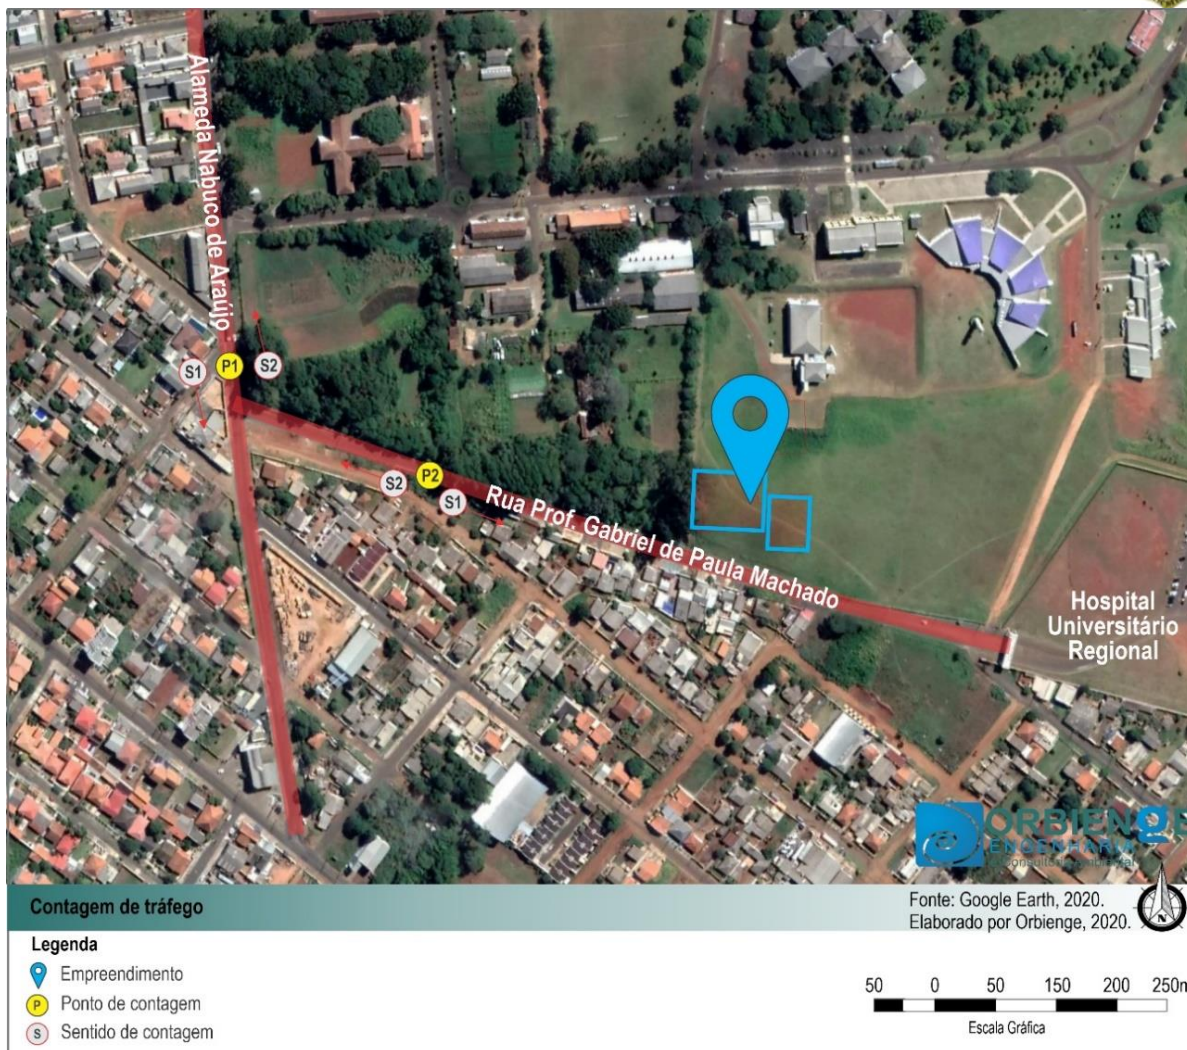 Alameda Nabuco de Araújo
S1
P1
S2
S2
P2
S1
Rua Prof. Gabriel de Paula Machado
Hospital
Universitário
Regional
ORBIENGE
ENGENHARIA
e consultoria ambiental
Contagem de tráfego
Fonte: Google Earth, 2020.
Elaborado por Orbienge, 2020.
N
Legenda
Empreendimento
P Ponto de contagem
S Sentido de contagem
50 0 50 150 200 250m
Escala Gráfica